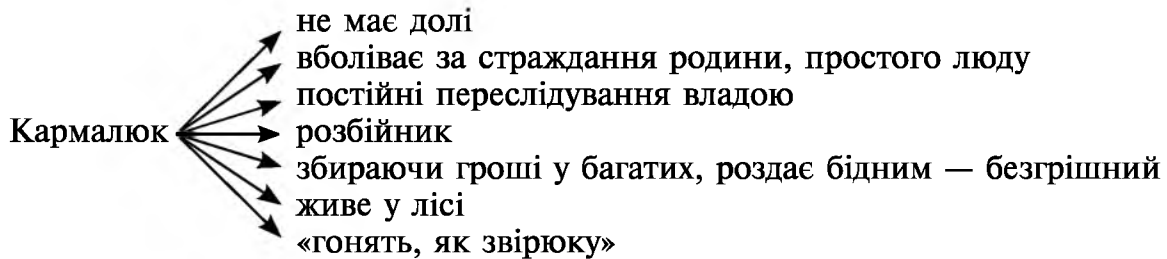 не має долі
вболіває за страждання родини, простого люду
постійні переслідування владою
Кармалюк розбійник
збираючи гроші у багатих, роздає бідним — безгрішний
живе у лісі
«гонять, як звірюку»